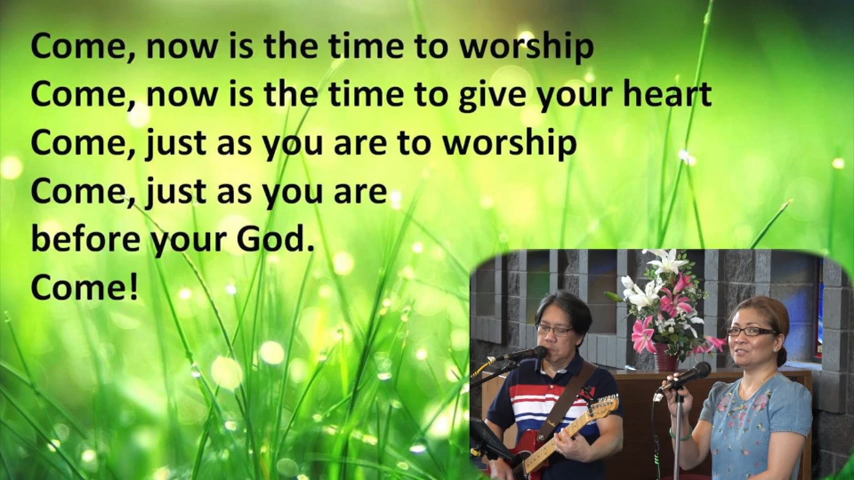 Come, now is the time to worship
Come, now is the time to give your heart
Come, just as you are to worship
Come, just as you are
before your God.
Come!